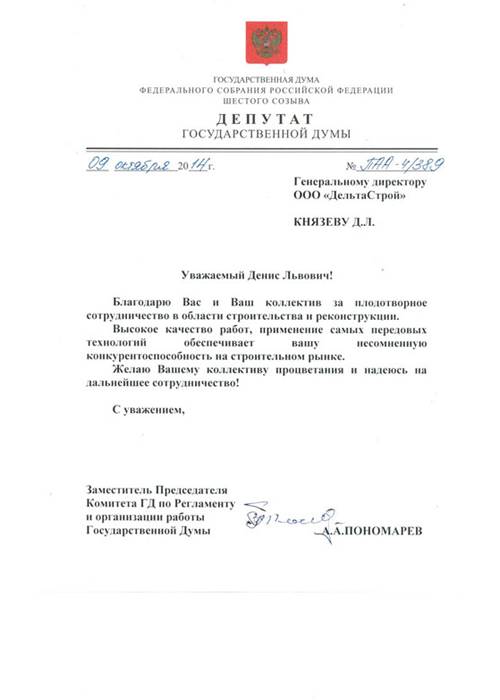 ГОСУДАРСТВЕННАЯ ДУМА
ФЕДЕРАЛЬНОГО СОБРАНИЯ РОССИЙСКОЙ ФЕДЕРАЦИИ
ШЕСТОГО СОЗЫВА
ДЕПУТАТ
ГОСУДАРСТВЕННОЙ ДУМЫ
09 октября 2014 г.
№ ПАА-4/389
Генеральному директору
ООО «ДельтаСтрой»
КНЯЗЕВУ Д.Л.
Уважаемый Денис Львович!
Благодарю Вас и Ваш коллектив за плодотворное
сотрудничество в области строительства и реконструкции.
Высокое качество работ, применение самых передовых
технологий обеспечивает вашу несомненную
конкурентоспособность на строительном рынке.
Желаю Вашему коллективу процветания и надеюсь на
дальнейшее сотрудничество!
С уважением,
Заместитель Председателя
Комитета ГД по Регламенту
и организации работы
Государственной Думы
А.А.ПОНОМАРЕВ